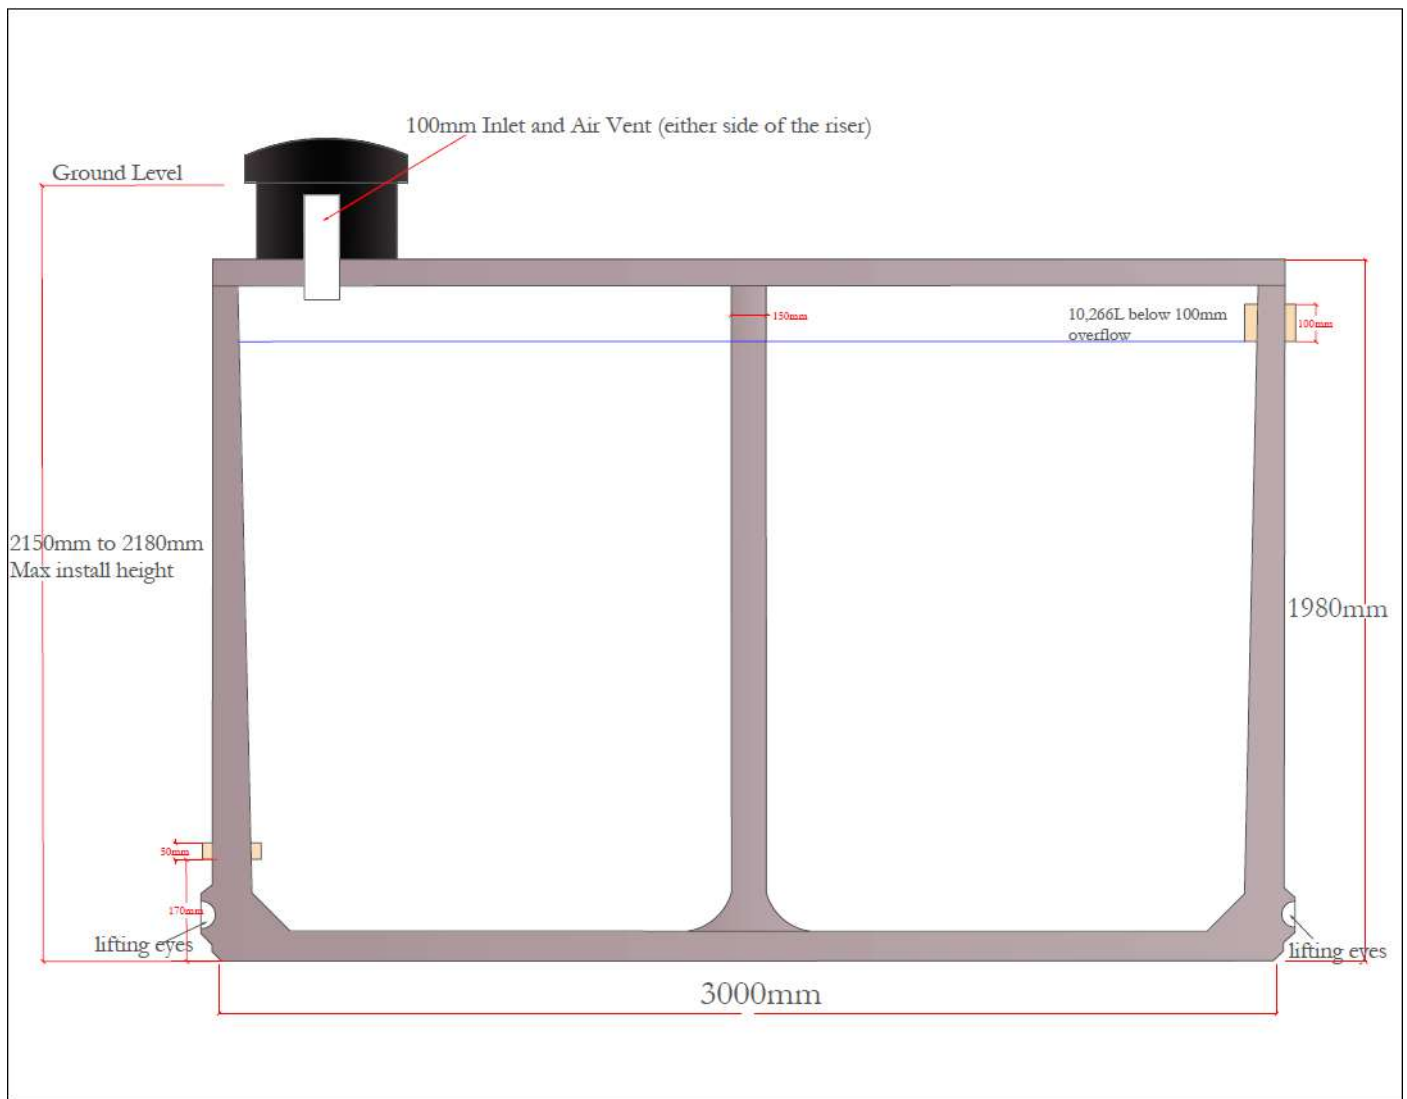 100mm Inlet and Air Vent (either side of the riser)
Ground Level
10,266L below 100mm
overflow
150mm
100mm
2150mm to 2180mm
Max install height
1980mm
50mm
170mm
lifting eyes
lifting eyes
3000mm